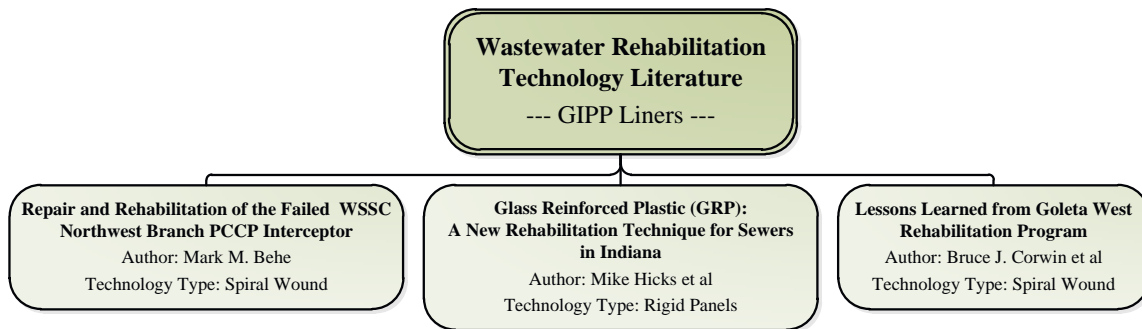 Wastewater Rehabilitation
Technology Literature
--- GIPP Liners ---
Repair and Rehabilitation of the Failed WSSC
Northwest Branch PCCP Interceptor
Author: Mark M. Behe
Technology Type: Spiral Wound
Glass Reinforced Plastic (GRP):
A New Rehabilitation Technique for Sewers
in Indiana
Author: Mike Hicks et al
Technology Type: Rigid Panels
Lessons Learned from Goleta West
Rehabilitation Program
Author: Bruce J. Corwin et al
Technology Type: Spiral Wound